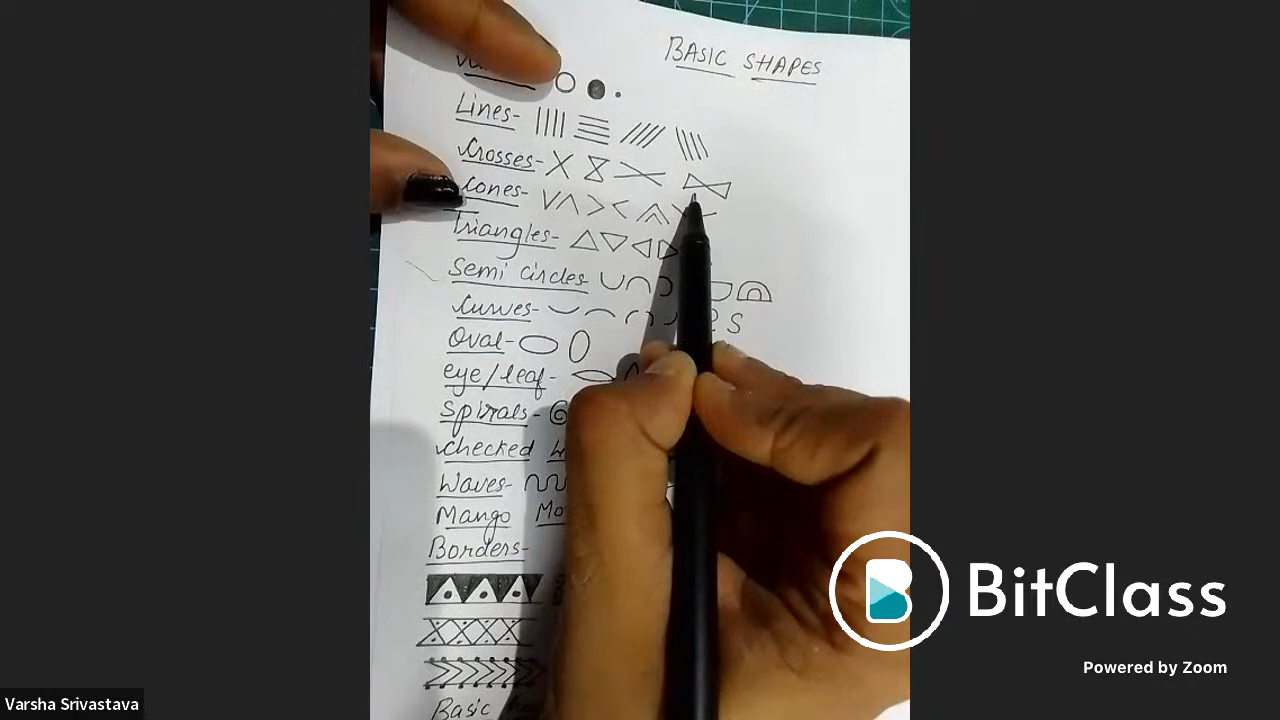 BASIC SHAPES
Lines-
Crosses-
Cones-
Triangles-
Semi circles
Curves-
Oval-
eye/leaf-
Spirals-
Checked
Waves-
Mango
Borders-
Basic
BitClass
Powered by Zoom
Varsha Srivastava